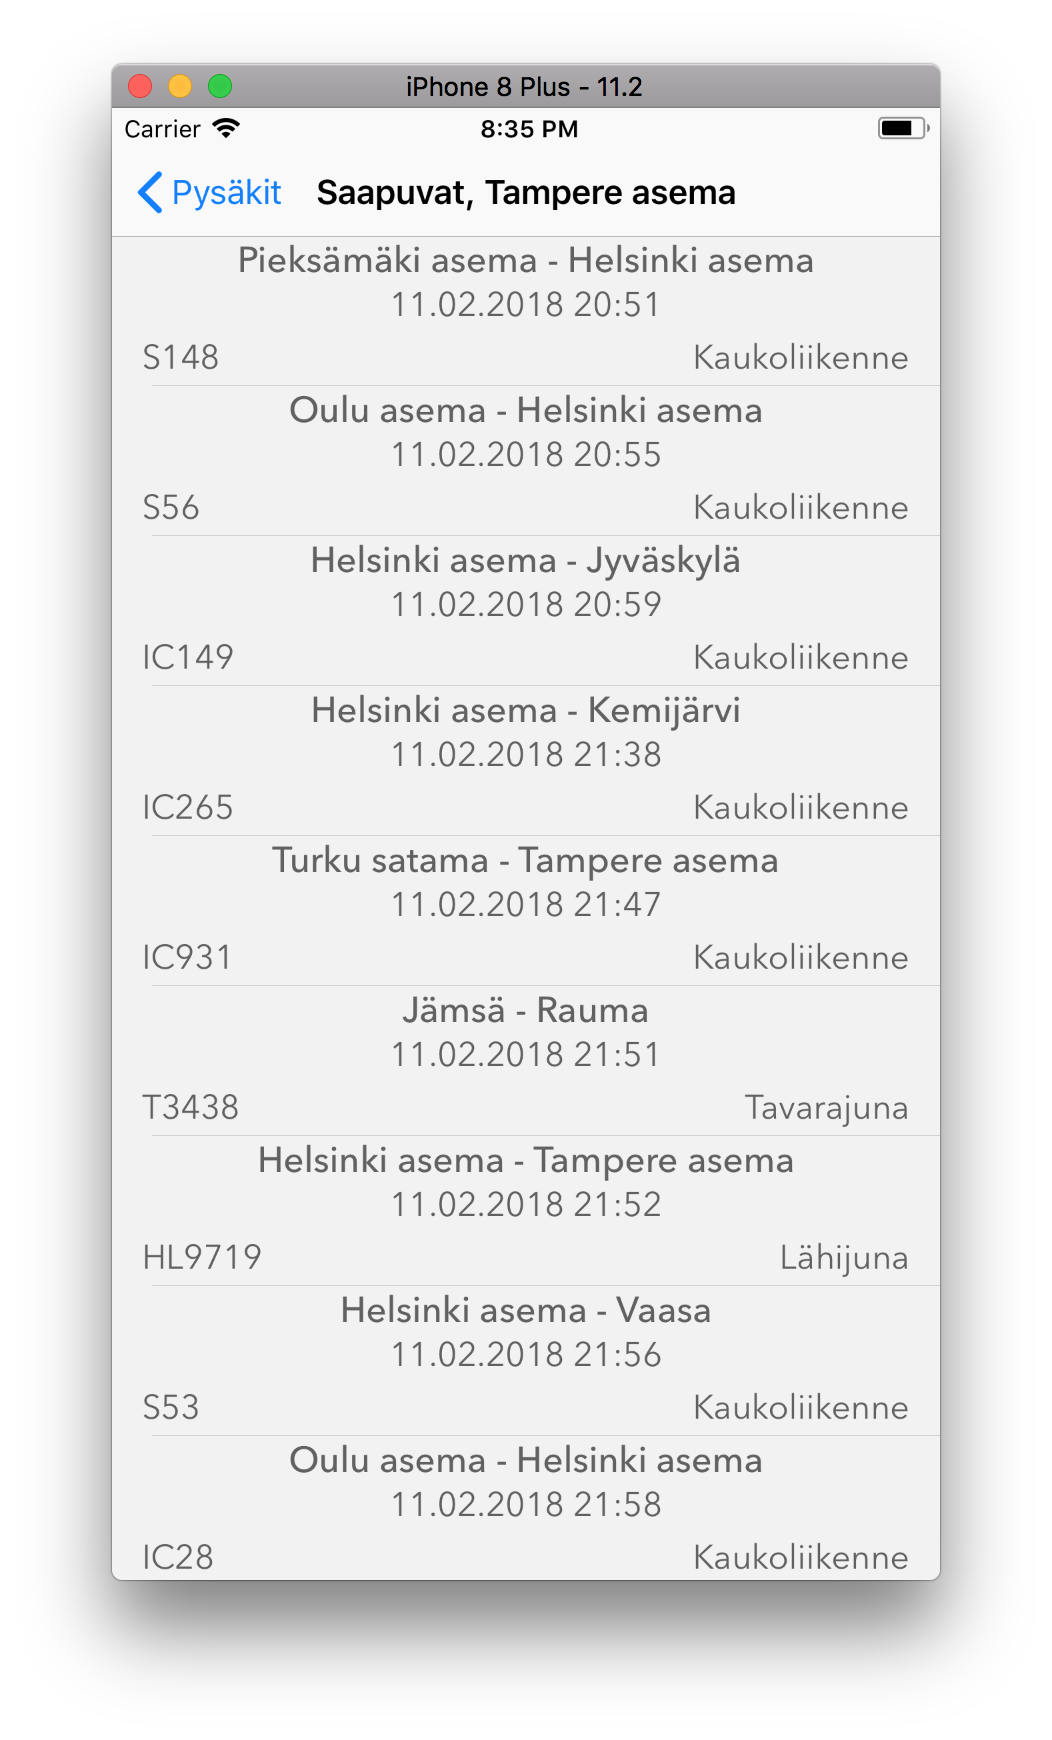 iPhone 8 Plus - 11.2
Carrier 8:35 PM
Pysäkit Saapuvat, Tampere asema
Pieksämäki asema - Helsinki asema
11.02.2018 20:51
S148 Kaukoliikenne
Oulu asema - Helsinki asema
11.02.2018 20:55
S56 Kaukoliikenne
Helsinki asema - Jyväskylä
11.02.2018 20:59
IC149 Kaukoliikenne
Helsinki asema - Kemijärvi
11.02.2018 21:38
IC265 Kaukoliikenne
Turku satama - Tampere asema
11.02.2018 21:47
IC931 Kaukoliikenne
Jämsä - Rauma
11.02.2018 21:51
T3438 Tavarajuna
Helsinki asema - Tampere asema
11.02.2018 21:52
HL9719 Lähijuna
Helsinki asema - Vaasa
11.02.2018 21:56
S53 Kaukoliikenne
Oulu asema - Helsinki asema
11.02.2018 21:58
IC28 Kaukoliikenne